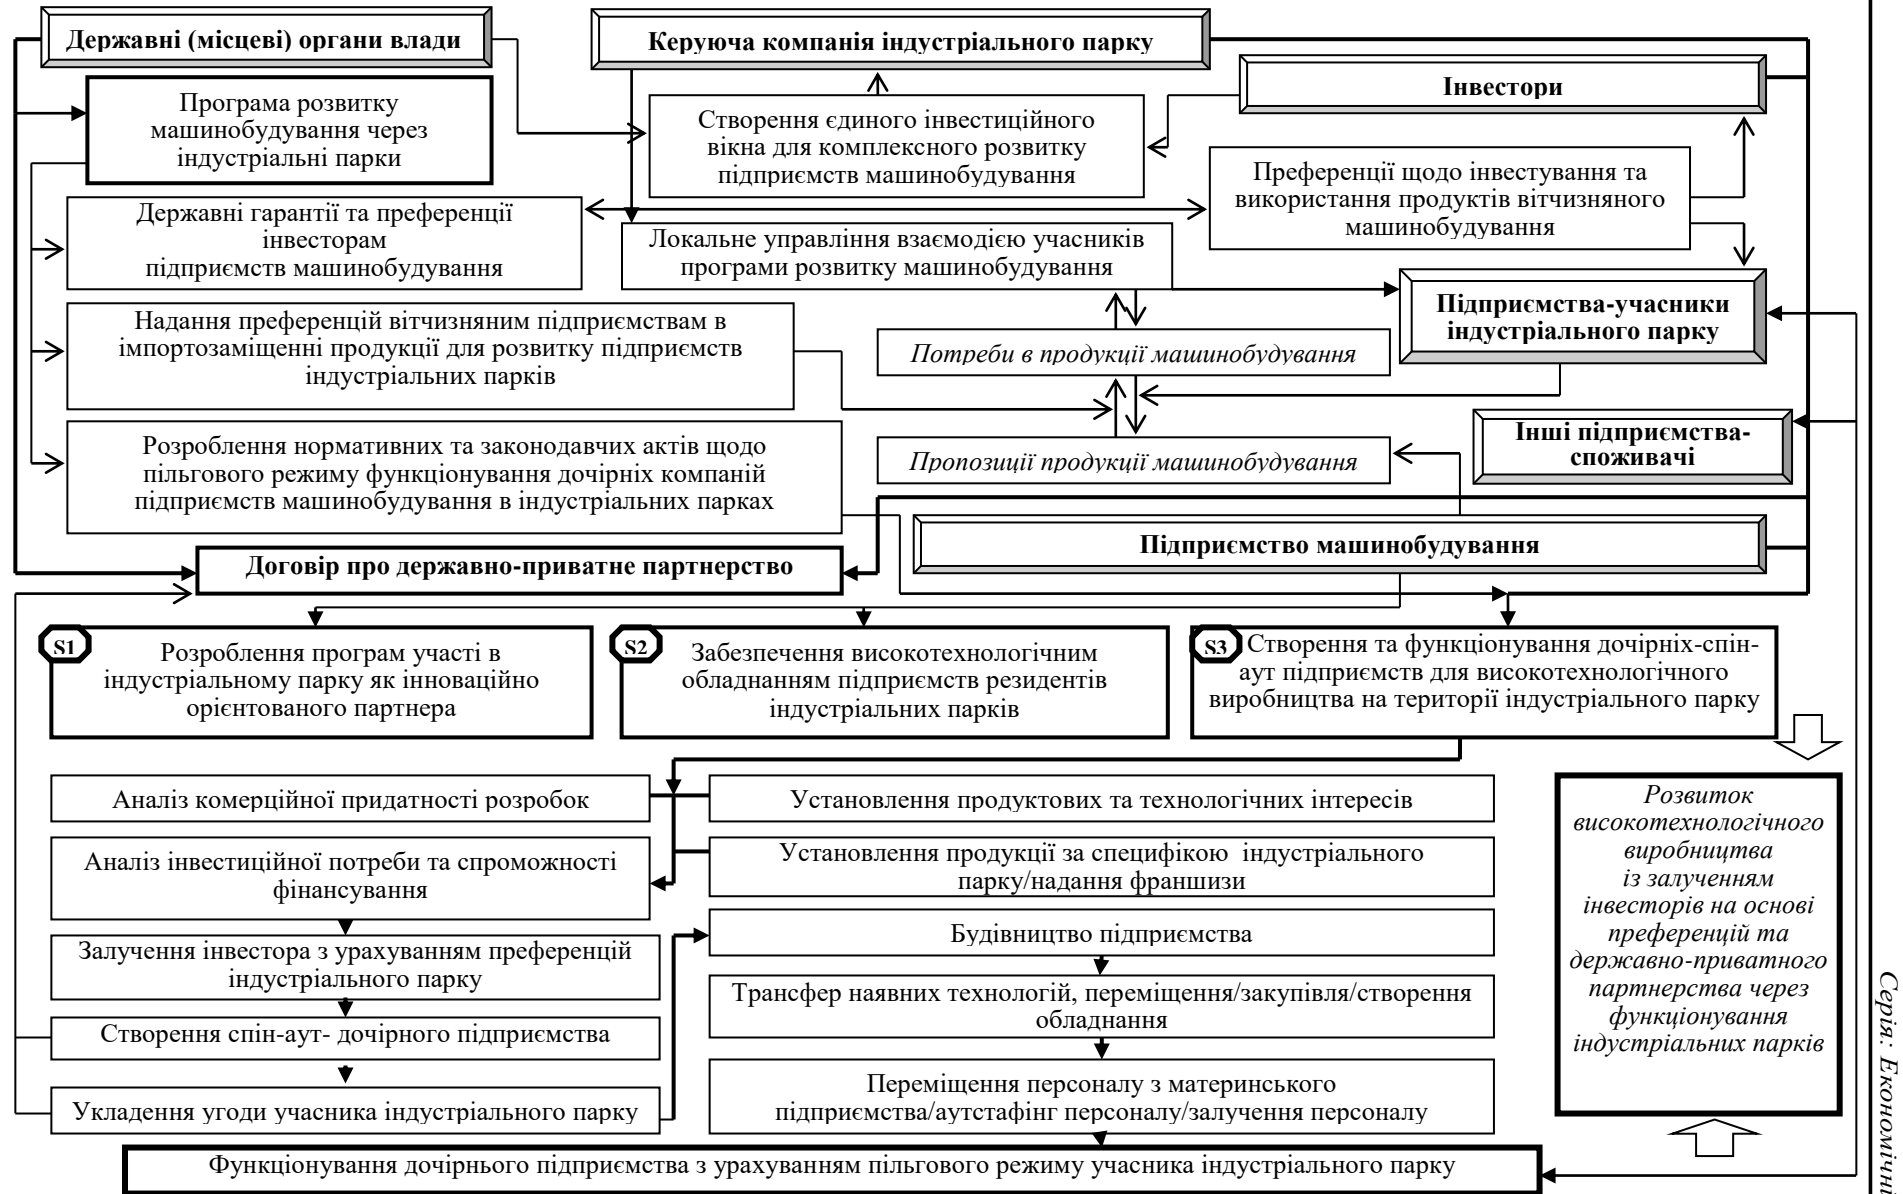 Державні (місцеві) органи влади
Керуюча компанія індустріального парку
Інвестори
Програма розвитку
машинобудування через
індустріальні парки
Створення єдиного інвестиційного
вікна для комплексного розвитку
підприємств машинобудування
Преференції щодо інвестування та
використання продуктів вітчизняного
машинобудування
Державні гарантії та преференції
інвесторам
підприємств машинобудування
Локальне управління взаємодією учасників
програми розвитку машинобудування
Підприємства-учасники
індустріального парку
Надання преференцій вітчизняним підприємствам в
імпортозаміщенні продукції для розвитку підприємств
індустріальних парків
Потреби в продукції машинобудування
Інші підприємства-
споживачі
Розроблення нормативних та законодавчих актів щодо
пільгового режиму функціонування дочірніх компаній
підприємств машинобудування в індустріальних парках
Пропозиції продукції машинобудування
Підприємство машинобудування
Договір про державно-приватне партнерство
S1
Розроблення програм участі в
індустріальному парку як інноваційно
орієнтованого партнера
S2
Забезпечення високотехнологічним
обладнанням підприємств резидентів
індустріальних парків
S3
Створення та функціонування дочірніх-спін-
аут підприємств для високотехнологічного
виробництва на території індустріального парку
Аналіз комерційної придатності розробок
Установлення продуктових та технологічних інтересів
Аналіз інвестиційної потреби та спроможності
фінансування
Установлення продукції за специфікою індустріального
парку/надання франшизи
Залучення інвестора з урахуванням преференцій
індустріального парку
Будівництво підприємства
Створення спін-аут- дочірного підприємства
Трансфер наявних технологій, переміщення/закупівля/створення
обладнання
Укладення угоди учасника індустріального парку
Переміщення персоналу з материнського
підприємства/аутстафінг персоналу/залучення персоналу
Розвиток
високотехнологічного
виробництва
із залученням
інвесторів на основі
преференцій та
державно-приватного
партнерства через
функціонування
індустріальних парків
Функціонування дочірнього підприємства з урахуванням пільгового режиму учасника індустріального парку
Серія: Економічні